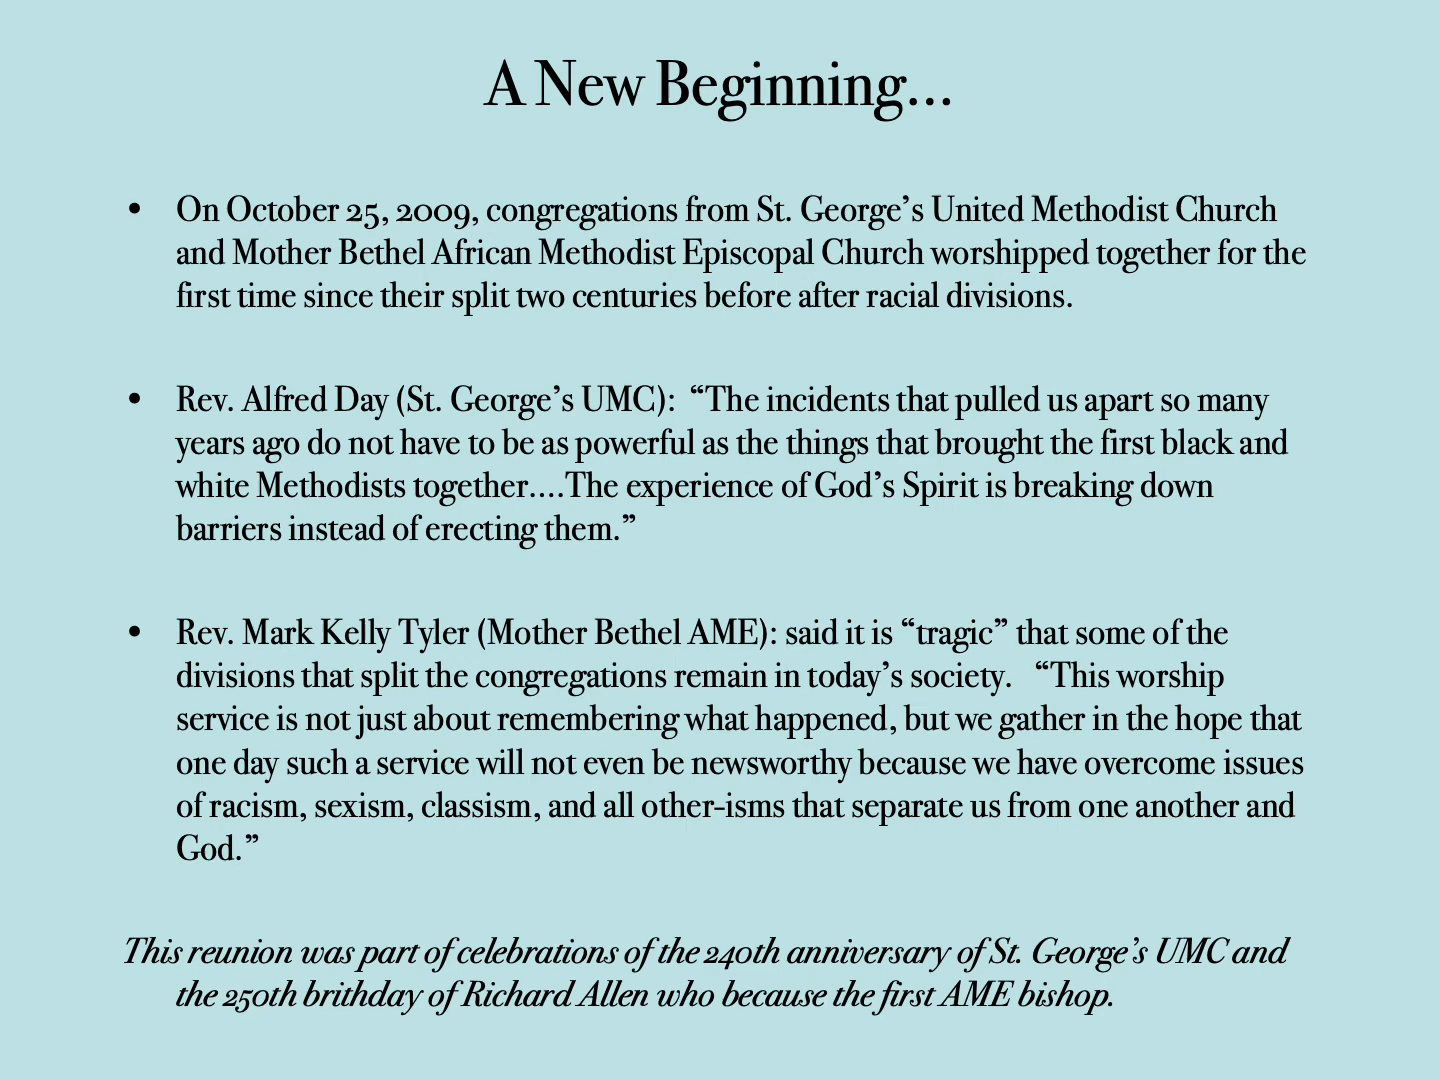 A New Beginning…
• On October 25, 2009, congregations from St. George’s United Methodist Church
and Mother Bethel African Methodist Episcopal Church worshipped together for the
first time since their split two centuries before after racial divisions.
• Rev. Alfred Day (St. George’s UMC): “The incidents that pulled us apart so many
years ago do not have to be as powerful as the things that brought the first black and
white Methodists together….The experience of God’s Spirit is breaking down
barriers instead of erecting them.”
• Rev. Mark Kelly Tyler (Mother Bethel AME): said it is “tragic” that some of the
divisions that split the congregations remain in today’s society. “This worship
service is not just about remembering what happened, but we gather in the hope that
one day such a service will not even be newsworthy because we have overcome issues
of racism, sexism, classism, and all other-isms that separate us from one another and
God.”
This reunion was part of celebrations of the 240th anniversary of St. George’s UMC and
the 250th brithday of Richard Allen who because the first AME bishop.